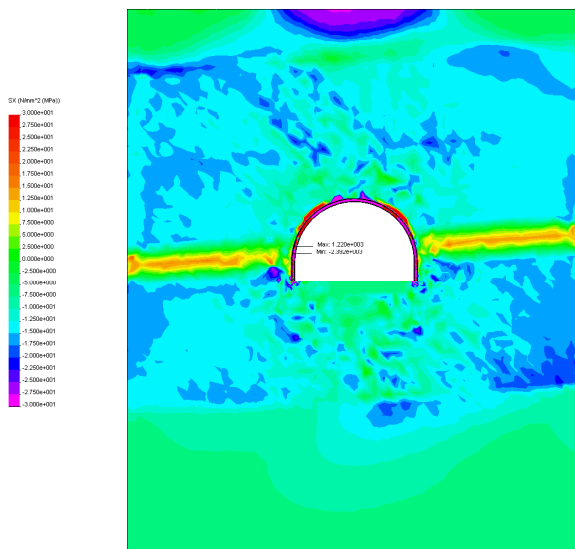 SX (N/mm^2 (MPa))
3.000e+001
2.750e+001
2.500e+001
2.250e+001
2.000e+001
1.750e+001
1.500e+001
1.250e+001
1.000e+001
7.500e+000
5.000e+000
2.500e+000
0.000e+000
-2.500e+000
-5.000e+000
-7.500e+000
-1.000e+001
-1.250e+001
-1.500e+001
-1.750e+001
-2.000e+001
-2.250e+001
-2.500e+001
-2.750e+001
-3.000e+001
Max: 1.220e+003
Min: -2.392e+003